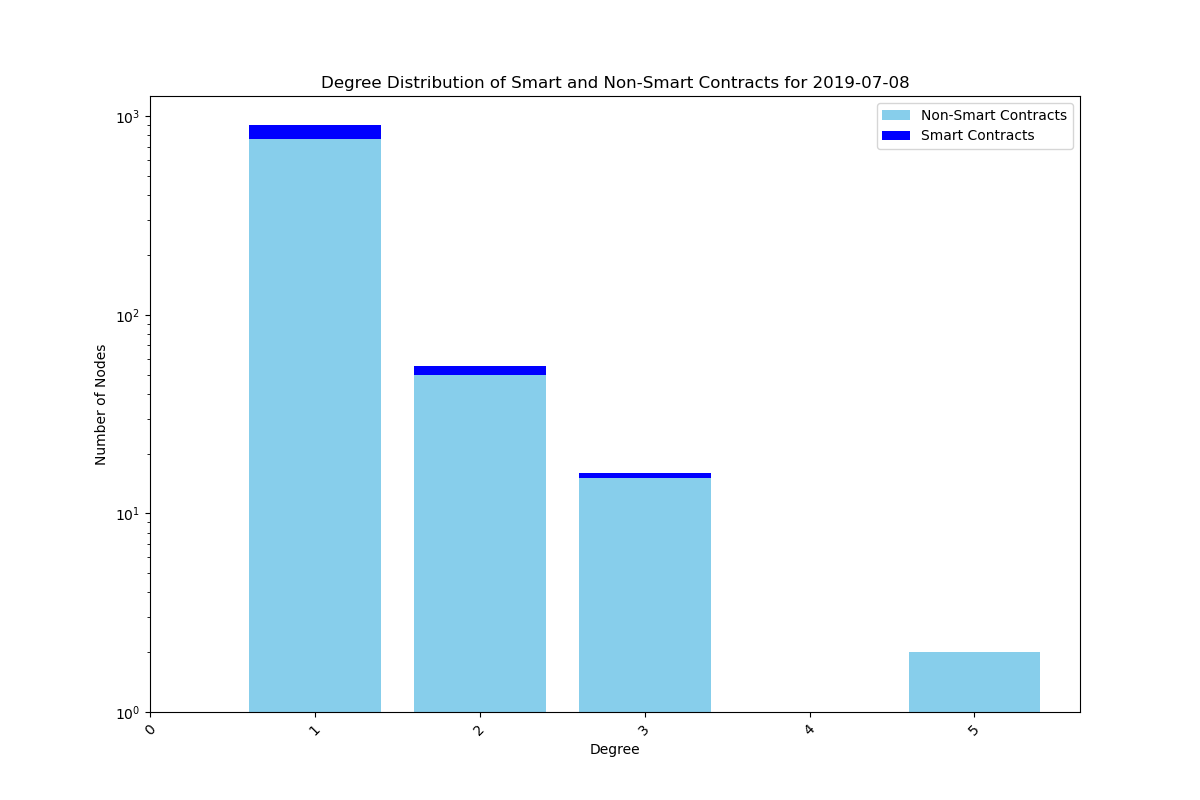 Degree Distribution of Smart and Non-Smart Contracts for 2019-07-08
Non-Smart Contracts
Smart Contracts
Number of Nodes
10³
10²
10¹
10⁰
0 1 2 3 4 5
Degree